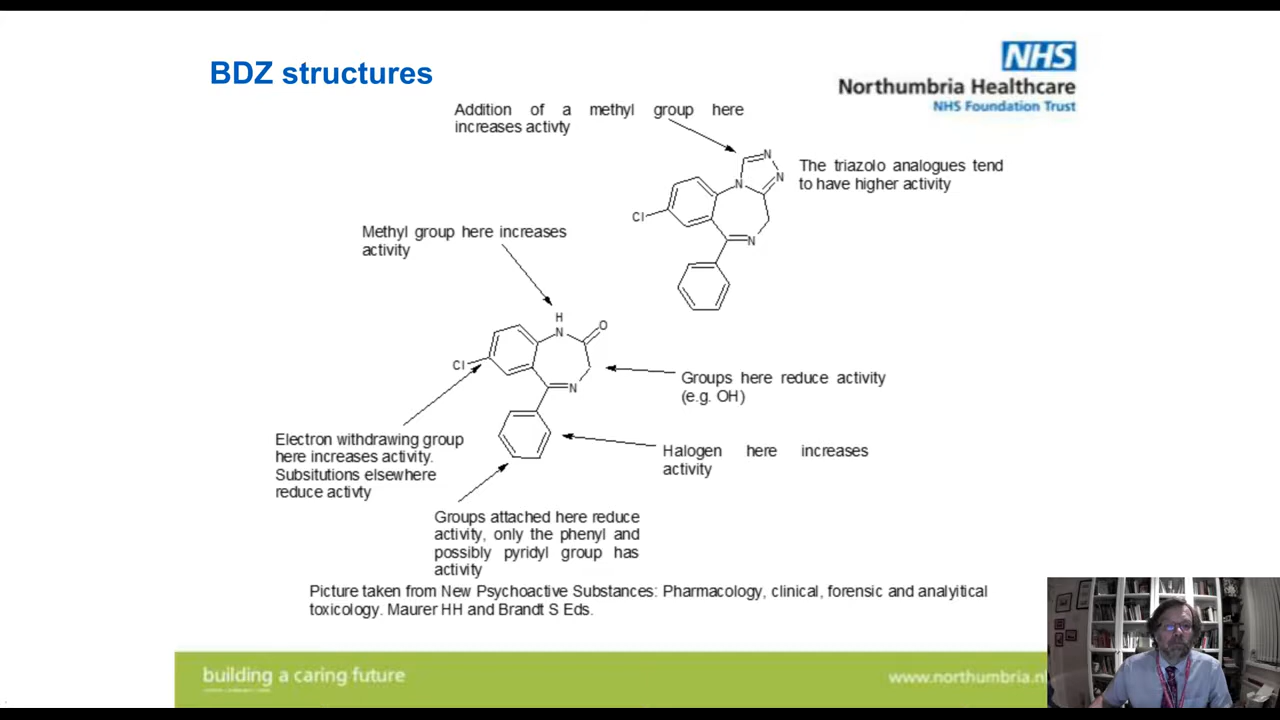 BDZ structures
NHS
Northumbria Healthcare
NHS Foundation Trust
Addition of a methyl group here
increases activty
N
N
N
N
Cl
The triazolo analogues tend
to have higher activity
Methyl group here increases
activity
H
N
O
Cl
N
Groups here reduce activity
(e.g. OH)
Electron withdrawing group
here increases activity.
Subsitutions elsewhere
reduce activty
Halogen here increases
activity
Groups attached here reduce
activity, only the phenyl and
possibly pyridyl group has
activity
Picture taken from New Psychoactive Substances: Pharmacology, clinical, forensic and analyitical
toxicology. Maurer HH and Brandt S Eds.
building a caring future
www.northumbria.n